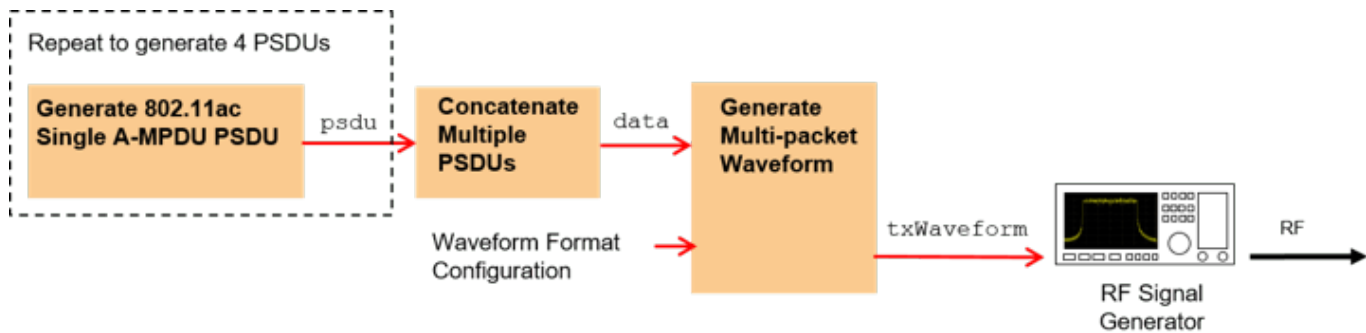 Repeat to generate 4 PSDUs
Generate 802.11ac
Single A-MPDU PSDU
psdu
Concatenate
Multiple
PSDUs
data
Generate
Multi-packet
Waveform
Waveform Format
Configuration
txWaveform
RF
RF Signal
Generator